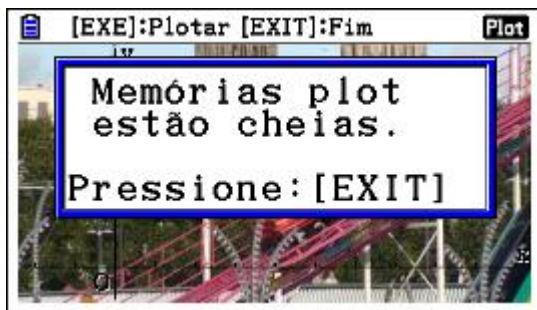 [EXE]:Plotar [EXIT]:Fim Plot
Memórias plot
estão cheias.
Pressione:[EXIT]